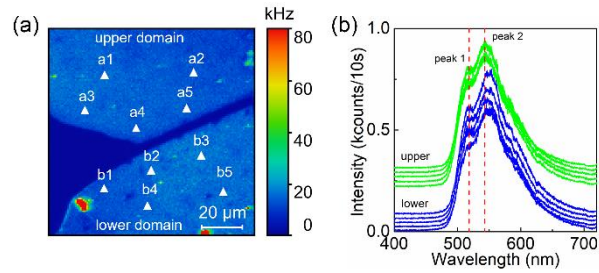 (a)
upper domain
a1
a2
a3
a4
a5
b3
b2
b1
b4
b5
20 μm
lower domain
kHz
80
60
40
20
0
(b)
peak 2
peak 1
1.0
0.5
0.0
Intensity (kcounts/10s)
upper
lower
400
500
600
700
Wavelength (nm)